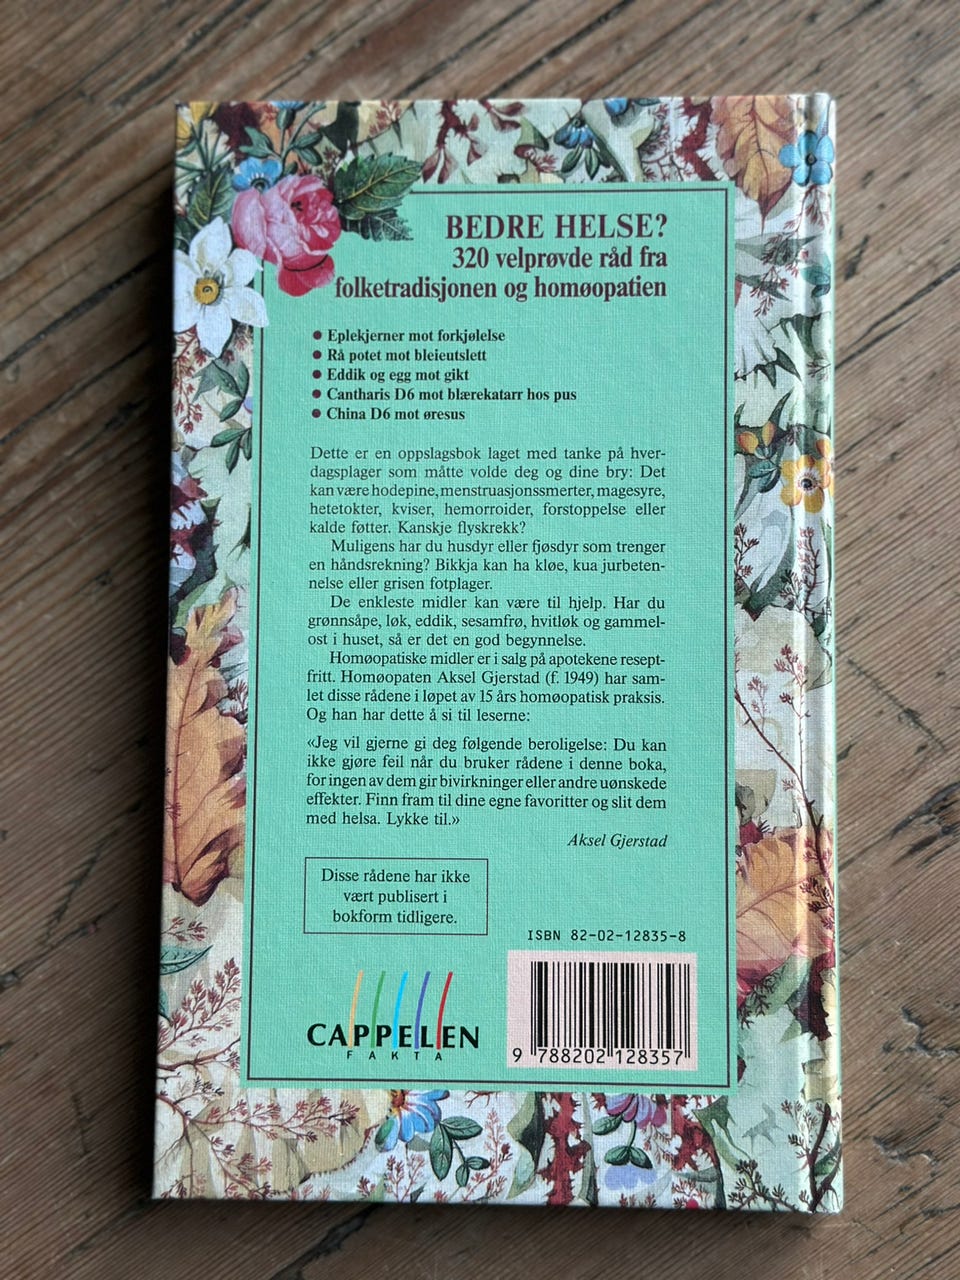 BEDRE HELSE?
320 velprøvde råd fra
folketradisjonen og homøopatien
● Eplekjerner mot forkjølelse
● Rå potet mot bleieutslett
● Eddik og egg mot gikt
● Cantharis D6 mot blærekatarr hos pus
● China D6 mot øresus
Dette er en oppslagsbok laget med tanke på hver-
dagsplager som måtte volde deg og dine bry: Det
kan være hodepine, menstruasjonssmerter, magesyre,
hetetokter, kviser, hemorroider, forstoppelse eller
kalde føtter. Kanskje flyskrekk?
Muligens har du husdyr eller fjøsdyr som trenger
en håndsrekning? Bikkja kan ha kløe, kua jurbeten-
nelse eller grisen fotplager.
De enkleste midler kan være til hjelp. Har du
grønnsåpe, løk, eddik, sesamfrø, hvitløk og gammel-
ost i huset, så er det en god begynnelse.
Homøopatiske midler er i salg på apotekene resept-
fritt. Homøopaten Aksel Gjerstad (f. 1949) har sam-
let disse rådene i løpet av 15 års homøopatisk praksis.
Og han har dette å si til leserne:
«Jeg vil gjerne gi deg følgende beroligelse: Du kan
ikke gjøre feil når du bruker rådene i denne boka,
for ingen av dem gir bivirkninger eller andre uønskede
effekter. Finn fram til dine egne favoritter og slit dem
med helsa. Lykke til.»
Aksel Gjerstad
Disse rådene har ikke
vært publisert i
bokform tidligere.
ISBN 82-02-12835-8
CAPPELEN
FAKTA
9 788202 128357